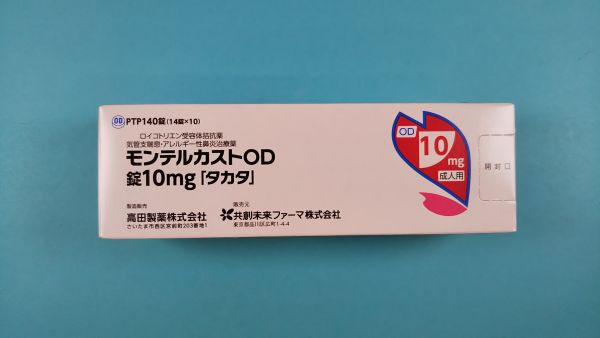 OD PTP140錠(14錠×10)
ロイコトリエン受容体拮抗薬
気管支喘息・アレルギー性鼻炎治療薬
モンテルカストOD
錠10mg「タカタ」
製造販売
高田製薬株式会社
さいたま市西区宮前町203番地1
販売元
共創未来ファーマ株式会社
東京都品川区広町1-4-4
OD
10
mg
成人用
開封口